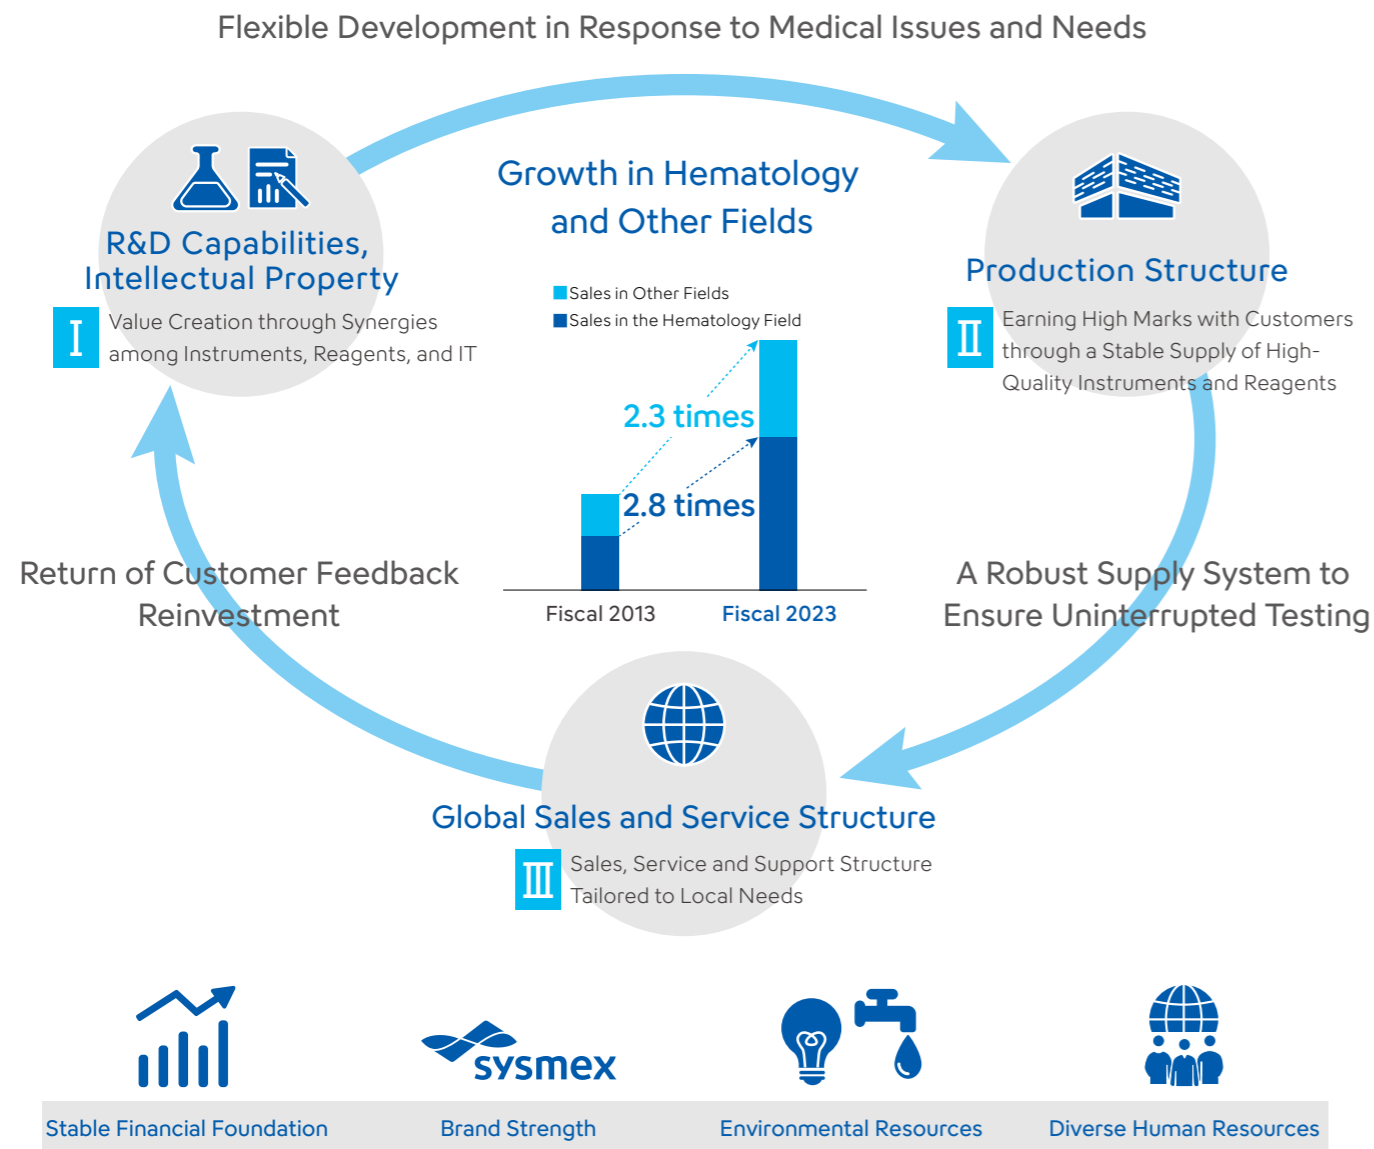 Flexible Development in Response to Medical Issues and Needs
R&D Capabilities,
Intellectual Property
I
Value Creation through Synergies
among Instruments, Reagents, and IT
Growth in Hematology
and Other Fields
Sales in Other Fields
Sales in the Hematology Field
2.3 times
2.8 times
Fiscal 2013
Fiscal 2023
Production Structure
II
Earning High Marks with Customers
through a Stable Supply of High-
Quality Instruments and Reagents
Return of Customer Feedback
Reinvestment
A Robust Supply System to
Ensure Uninterrupted Testing
Global Sales and Service Structure
III
Sales, Service and Support Structure
Tailored to Local Needs
sysmex
Stable Financial Foundation
Brand Strength
Environmental Resources
Diverse Human Resources